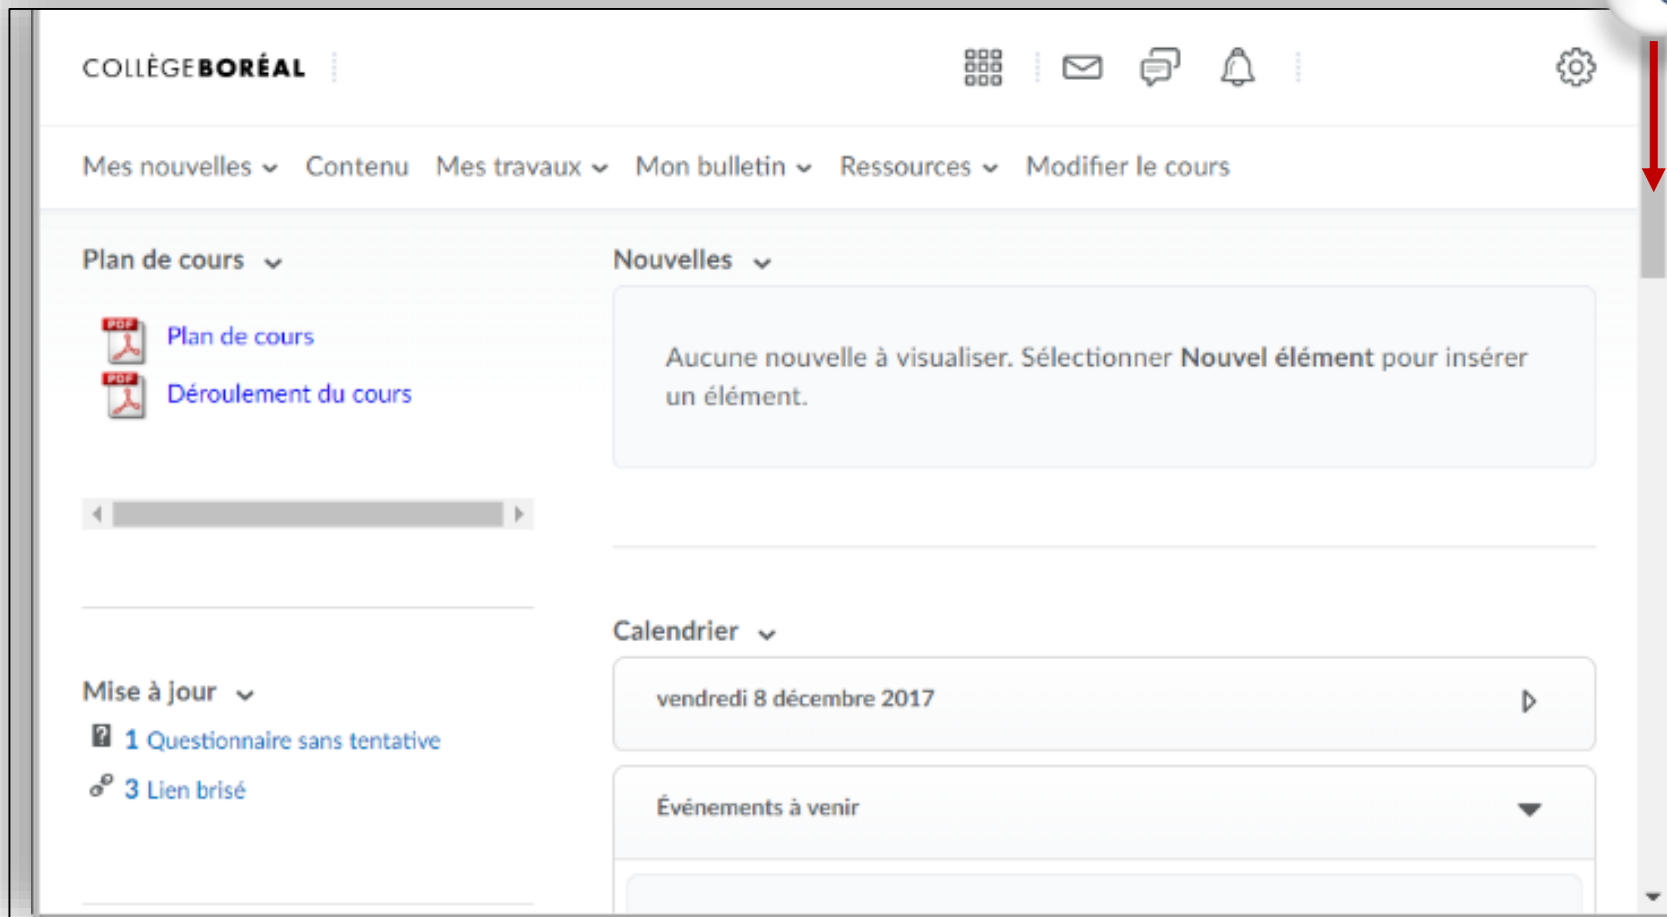 COLLÈGEBORÉAL
Mes nouvelles Contenu Mes travaux Mon bulletin Ressources Modifier le cours
Plan de cours
PDF Plan de cours
PDF Déroulement du cours
Mise à jour
? 1 Questionnaire sans tentative
3 Lien brisé
Nouvelles
Aucune nouvelle à visualiser. Sélectionner Nouvel élément pour insérer
un élément.
Calendrier
vendredi 8 décembre 2017
Événements à venir